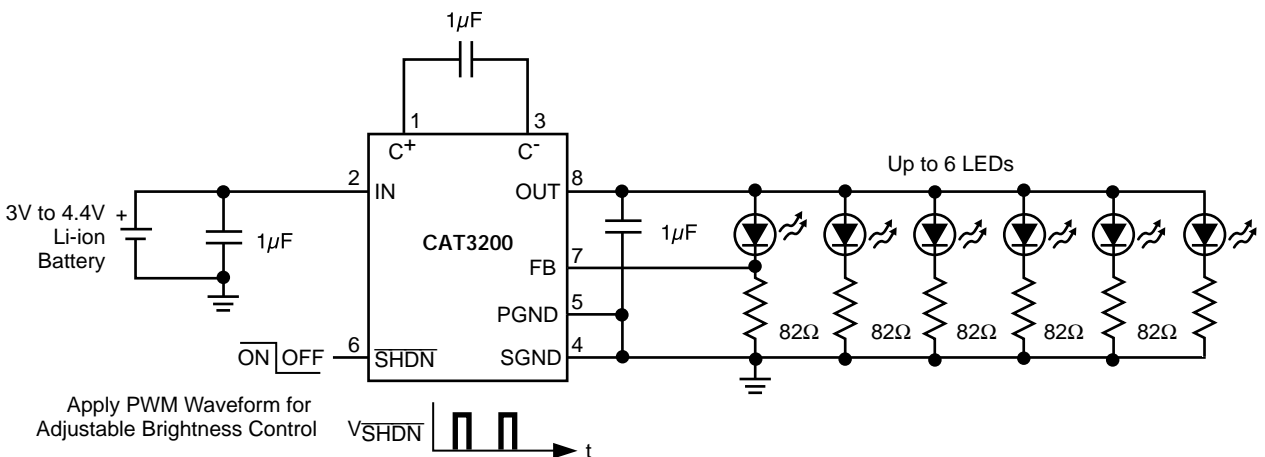 1µF
1 3
C+ C-
Up to 6 LEDs
2 IN OUT 8
3V to 4.4V +
Li-ion
Battery
1µF
CAT3200
1µF
FB 7
PGND 5
82Ω 82Ω 82Ω 82Ω 82Ω
ON OFF 6 SHDN SGND 4
Apply PWM Waveform for
Adjustable Brightness Control
VSHDN
t